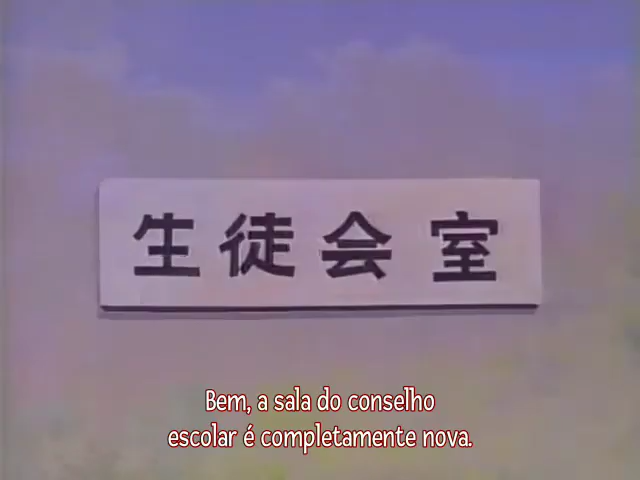 生徒会室
Bem, a sala do conselho
escolar é completamente nova.